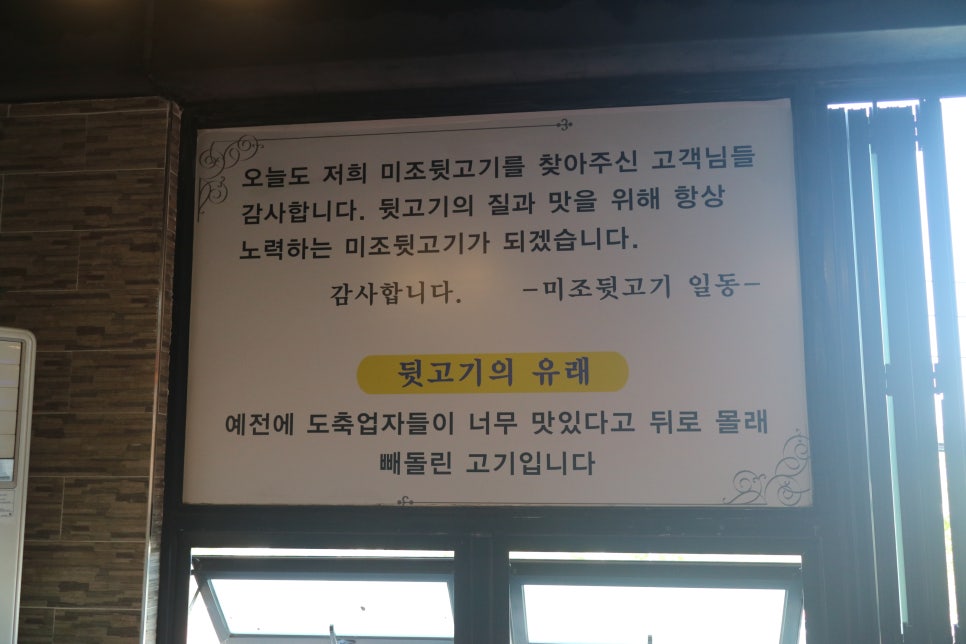 오늘도 저희 미조뒷고기를 찾아주신 고객님들
감사합니다. 뒷고기의 질과 맛을 위해 항상
노력하는 미조뒷고기가 되겠습니다.
감사합니다. -미조뒷고기 일동-
뒷고기의 유래
예전에 도축업자들이 너무 맛있다고 뒤로 몰래
빼돌린 고기입니다